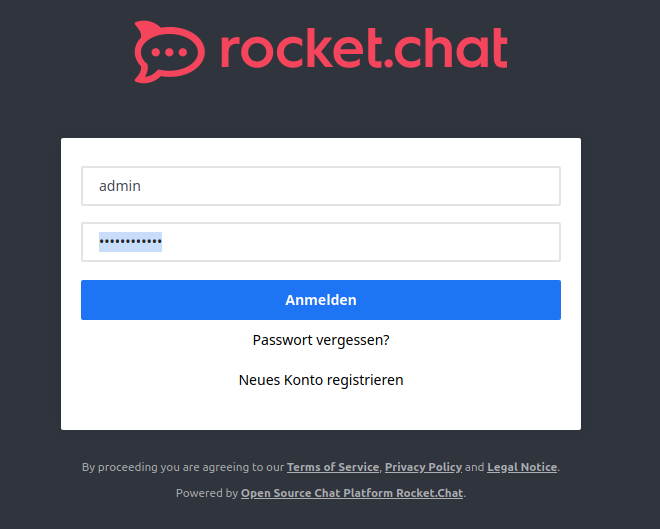 rocket.chat
admin
••••••••••••
Anmelden
Passwort vergessen?
Neues Konto registrieren
By proceeding you are agreeing to our Terms of Service, Privacy Policy and Legal Notice.
Powered by Open Source Chat Platform Rocket.Chat.